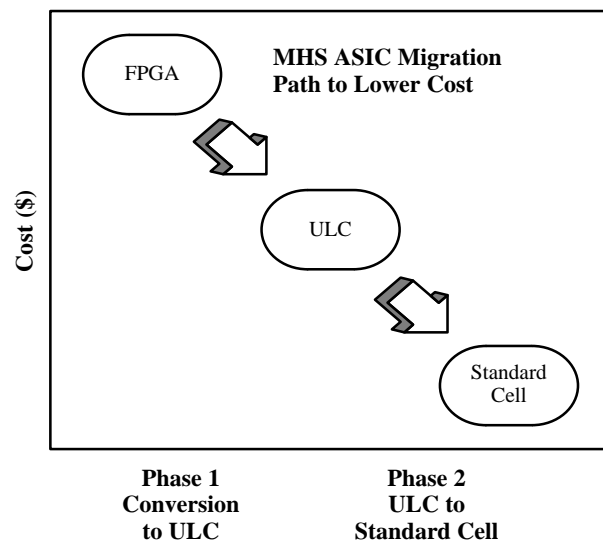 FPGA
MHS ASIC Migration
Path to Lower Cost
Cost ($)
ULC
Standard
Cell
Phase 1
Conversion
to ULC
Phase 2
ULC to
Standard Cell